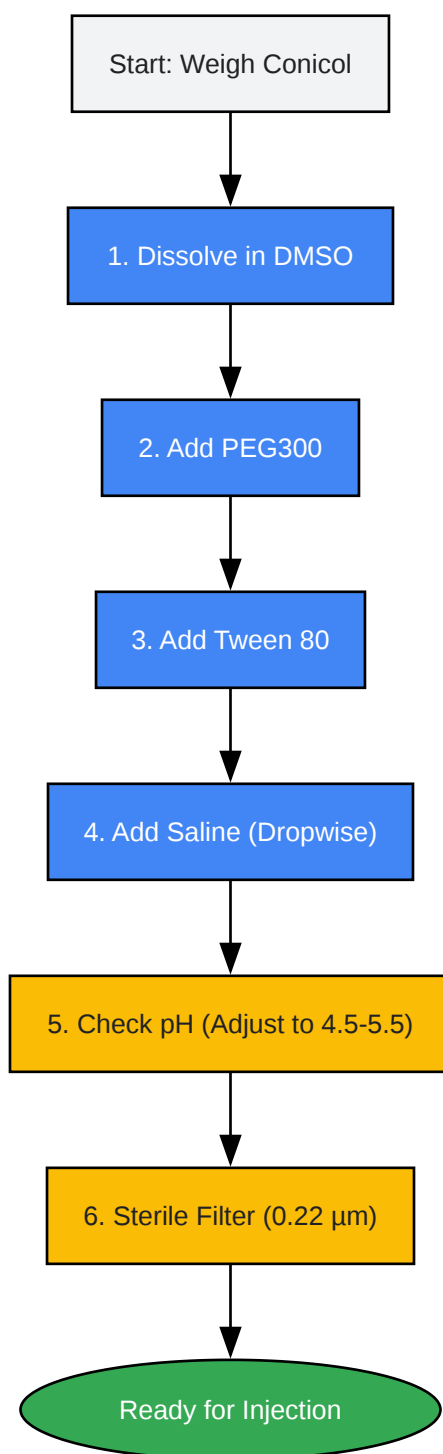 Start: Weigh Conicol
1. Dissolve in DMSO
2. Add PEG300
3. Add Tween 80
4. Add Saline (Dropwise)
5. Check pH (Adjust to 4.5-5.5)
6. Sterile Filter (0.22 µm)
Ready for Injection